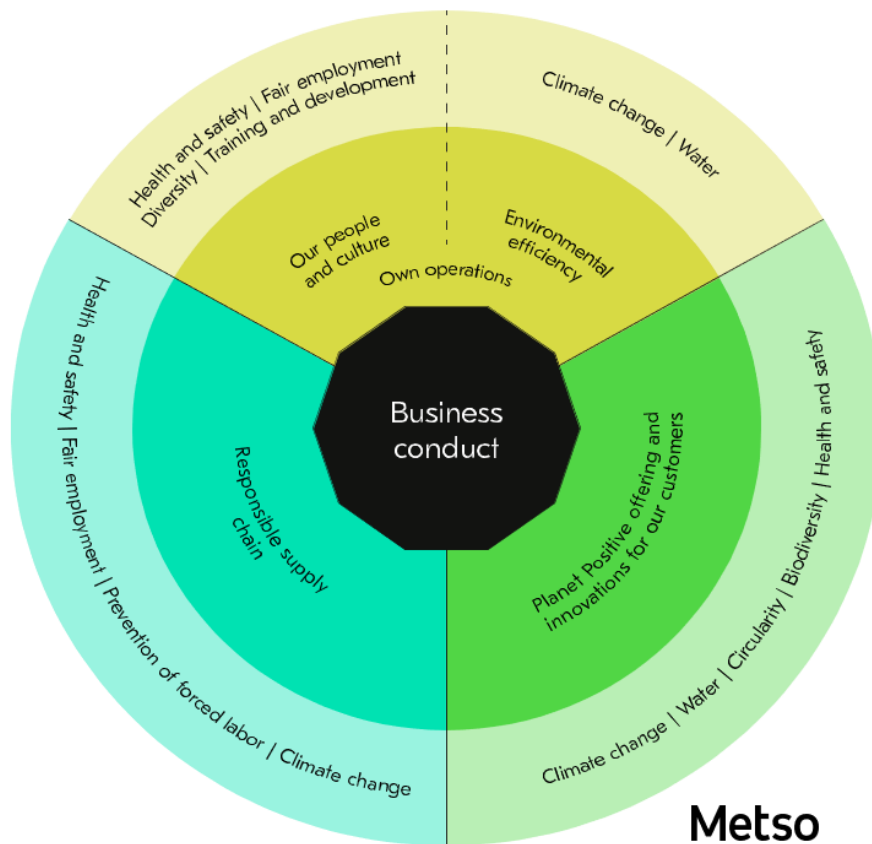 Health and safety | Fair employment
Diversity | Training and development
Climate change | Water
Our people
and culture
Environmental
efficiency
Own operations
Business
conduct
Health and safety | Fair employment | Prevention of forced labor | Climate change
Responsible supply
chain
Planet Positive offering and
innovations for our customers
Climate change | Water | Circularity | Biodiversity | Health and safety
Metso